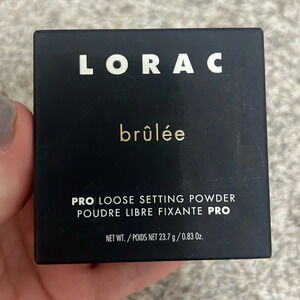 LORAC
brûlée
PRO LOOSE SETTING POWDER
POUDRE LIBRE FIXANTE PRO
NET WT. / POIDS NET 23.7 g / 0.83 Oz.